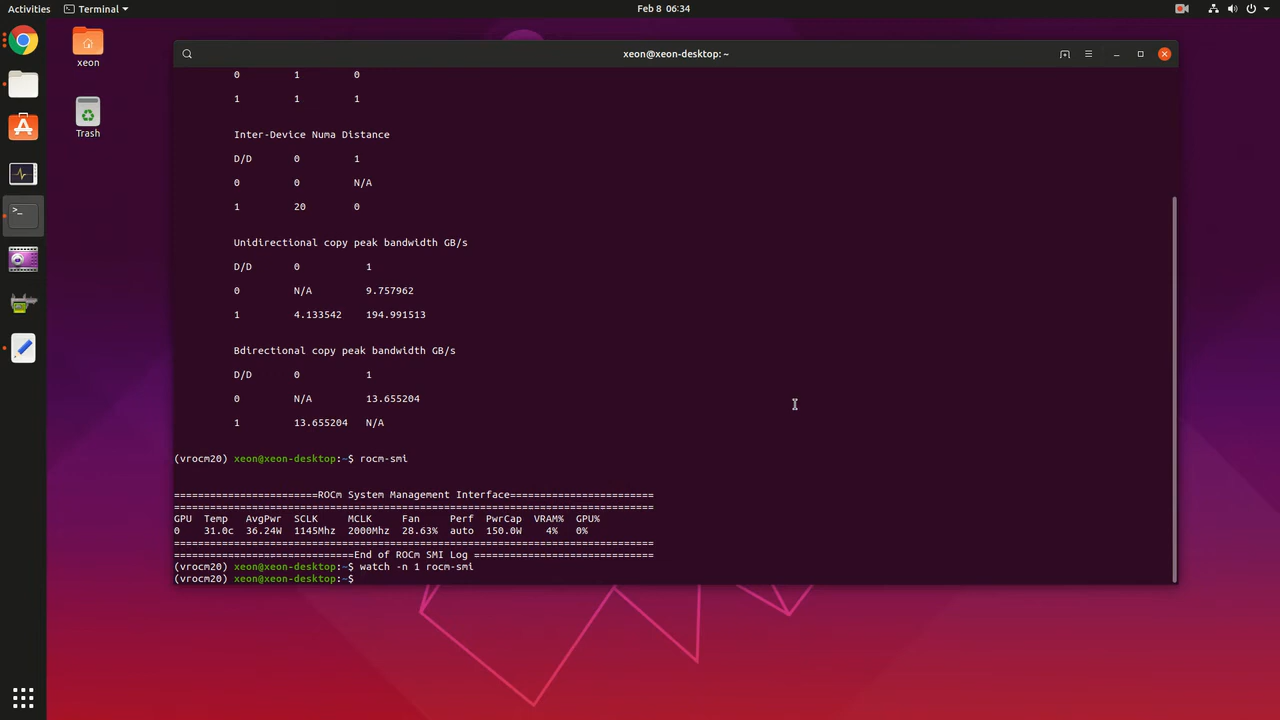 Activities Terminal Feb 8 06:34
xeon@xeon-desktop: ~
xeon
Trash
0 1 0
1 1 1
Inter-Device Numa Distance
D/D 0 1
0 0 N/A
1 20 0
Unidirectional copy peak bandwidth GB/s
D/D 0 1
0 N/A 9.757962
1 4.133542 194.991513
Bdirectional copy peak bandwidth GB/s
D/D 0 1
0 N/A 13.655204
1 13.655204 N/A
(vrocm20) xeon@xeon-desktop:~$ rocm-smi
========================ROCm System Management Interface========================
================================================================================
GPU Temp AvgPwr SCLK MCLK Fan Perf PwrCap VRAM% GPU%
0 31.0c 36.24W 1145Mhz 2000Mhz 28.63% auto 150.0W 4% 0%
================================================================================
==============================End of ROCm SMI Log ==============================
(vrocm20) xeon@xeon-desktop:~$ watch -n 1 rocm-smi
(vrocm20) xeon@xeon-desktop:~$